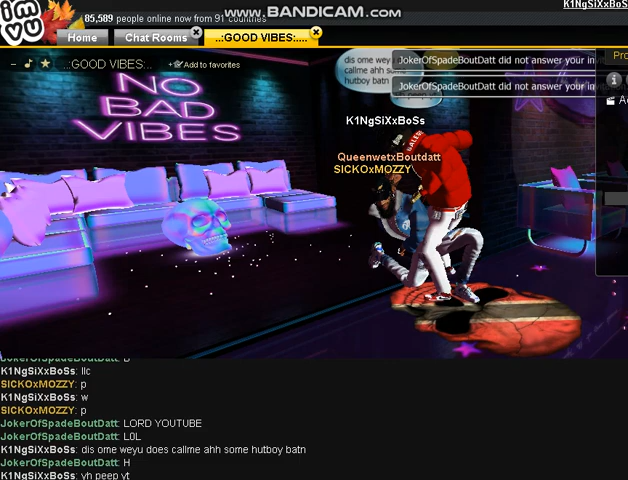 www.BANDICAM.com
K1NgSiXxBoSs
imvu
85,589 people online now from 91 countries
Home
Chat Rooms
..:GOOD VIBES:....
..:GOOD VIBES:.
+ Add to favorites
Pro
dis ome weyu
callme ahh some
hutboy batn
JokerOfSpadeBoutDatt did not answer your in
JokerOfSpadeBoutDatt did not answer your in
NO
BAD
VIBES
K1NgSiXxBoSs
QueenwetxBoutdatt
SICKOxMOZZY
JokerOfSpadeBoutDatt:
K1NgSiXxBoSs: llc
SICKOxMOZZY: p
K1NgSiXxBoSs: w
SICKOxMOZZY: p
JokerOfSpadeBoutDatt: LORD YOUTUBE
JokerOfSpadeBoutDatt: L0L
K1NgSiXxBoSs: dis ome weyu does callme ahh some hutboy batn
JokerOfSpadeBoutDatt: H
K1NgSiXxBoSs: yh peep yt